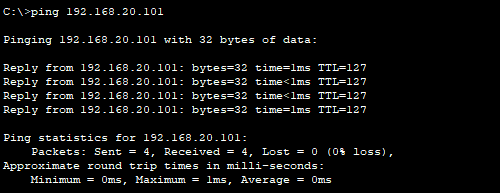 C:\>ping 192.168.20.101
Pinging 192.168.20.101 with 32 bytes of data:
Reply from 192.168.20.101: bytes=32 time=1ms TTL=127
Reply from 192.168.20.101: bytes=32 time<1ms TTL=127
Reply from 192.168.20.101: bytes=32 time<1ms TTL=127
Reply from 192.168.20.101: bytes=32 time=1ms TTL=127
Ping statistics for 192.168.20.101:
    Packets: Sent = 4, Received = 4, Lost = 0 (0% loss),
Approximate round trip times in milli-seconds:
    Minimum = 0ms, Maximum = 1ms, Average = 0ms